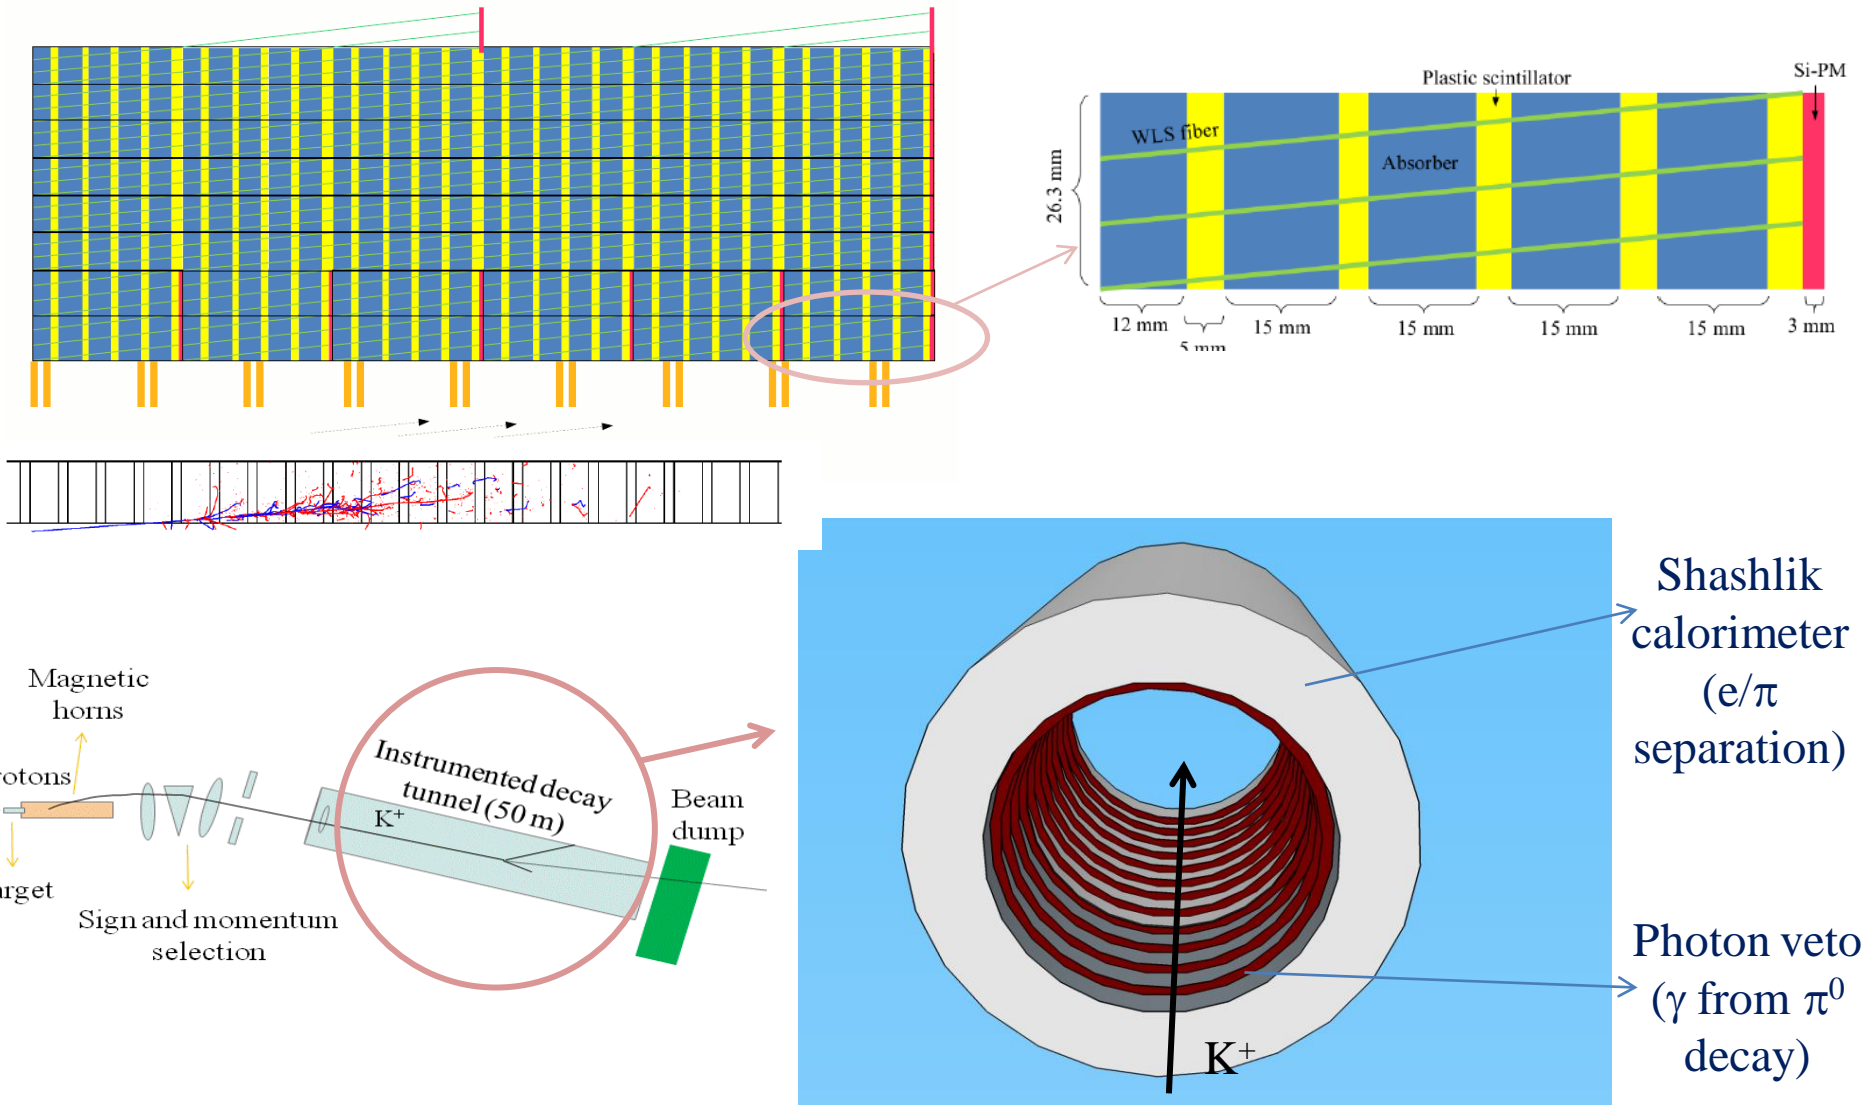 Plastic scintillator
Si-PM
WLS fiber
Absorber
26.3 mm
12 mm
5 mm
15 mm
15 mm
15 mm
15 mm
3 mm
Magnetic
horns
rotons
arget
Sign and momentum
selection
Instrumented decay
tunnel (50 m)
K⁺
Beam
dump
K⁺
Shashlik
calorimeter
(e/π
separation)
Photon veto
(γ from π⁰
decay)